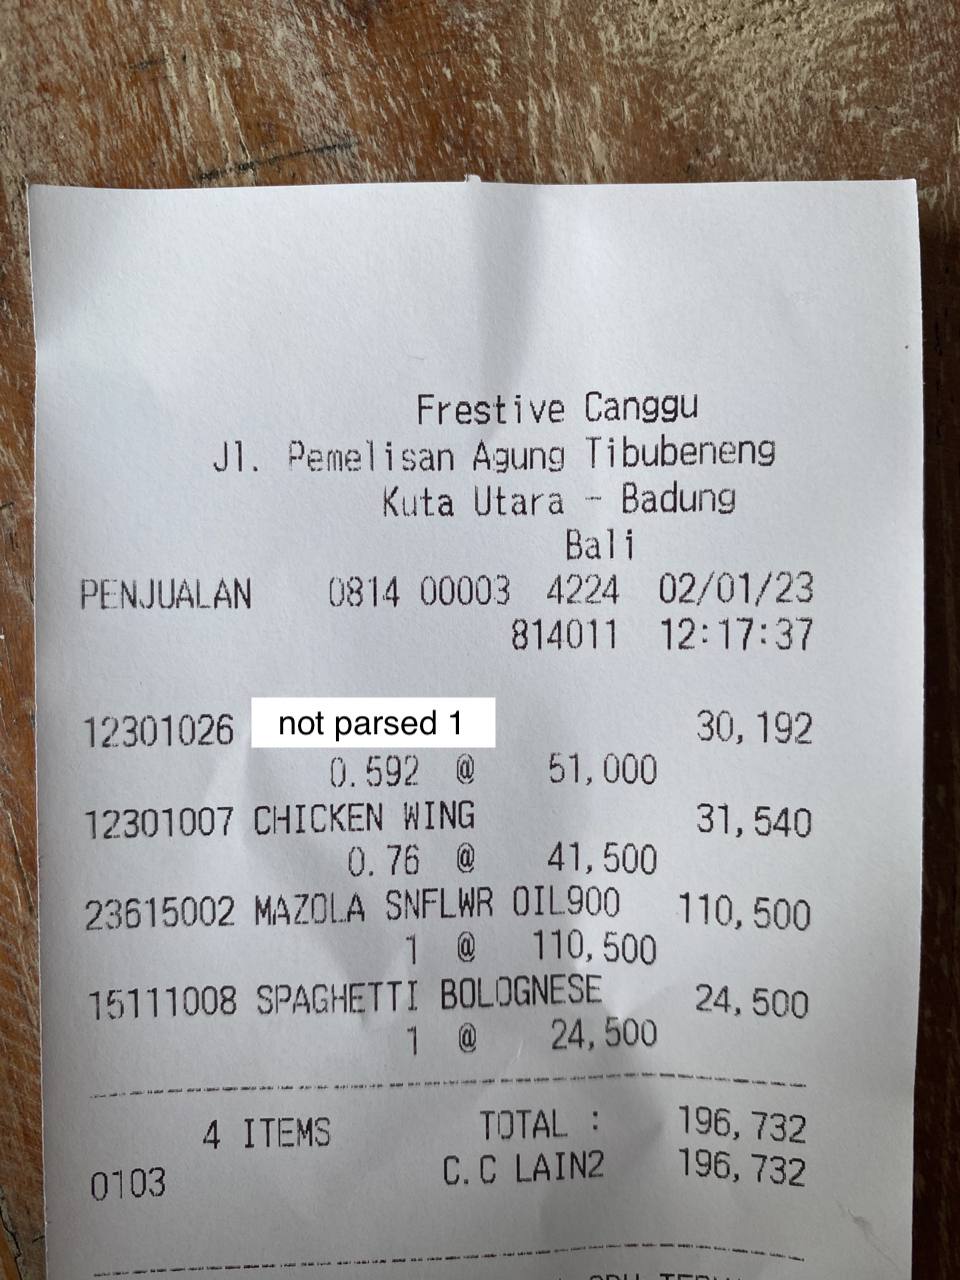 Frestive Canggu
Jl. Pemelisan Agung Tibubeneng
Kuta Utara - Badung
Bali
PENJUALAN 0814 00003 4224 02/01/23
814011 12:17:37
12301026 not parsed 1 30,192
0.592 @ 51,000
12301007 CHICKEN WING 31,540
0.76 @ 41,500
23615002 MAZOLA SNFLWR OIL900 110,500
1 @ 110,500
15111008 SPAGHETTI BOLOGNESE 24,500
1 @ 24,500
4 ITEMS TOTAL : 196,732
0103 C.C LAIN2 196,732